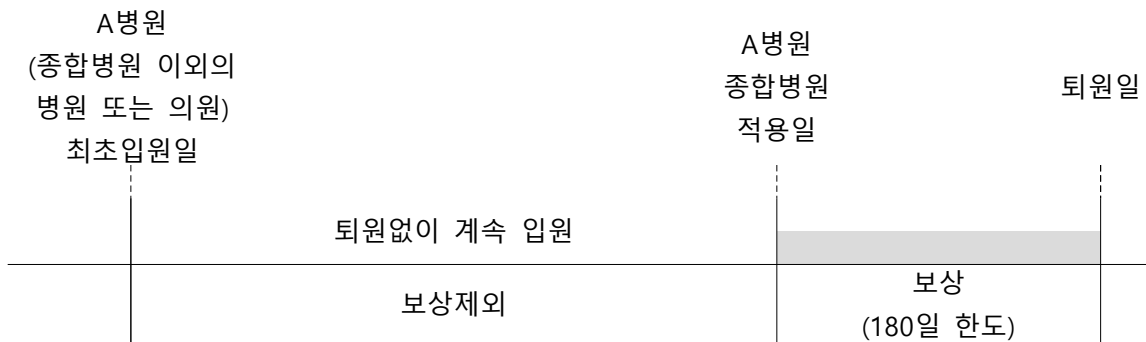 A병원
(종합병원 이외의
병원 또는 의원)
최초입원일
A병원
종합병원
적용일
퇴원일
퇴원없이 계속 입원
보상제외
보상
(180일 한도)